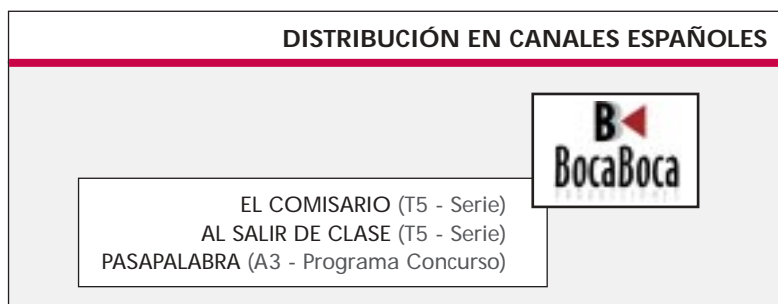 DISTRIBUCIÓN EN CANALES ESPAÑOLES
B
BocaBoca
EL COMISARIO (T5 - Serie)
AL SALIR DE CLASE (T5 - Serie)
PASAPALABRA (A3 - Programa Concurso)